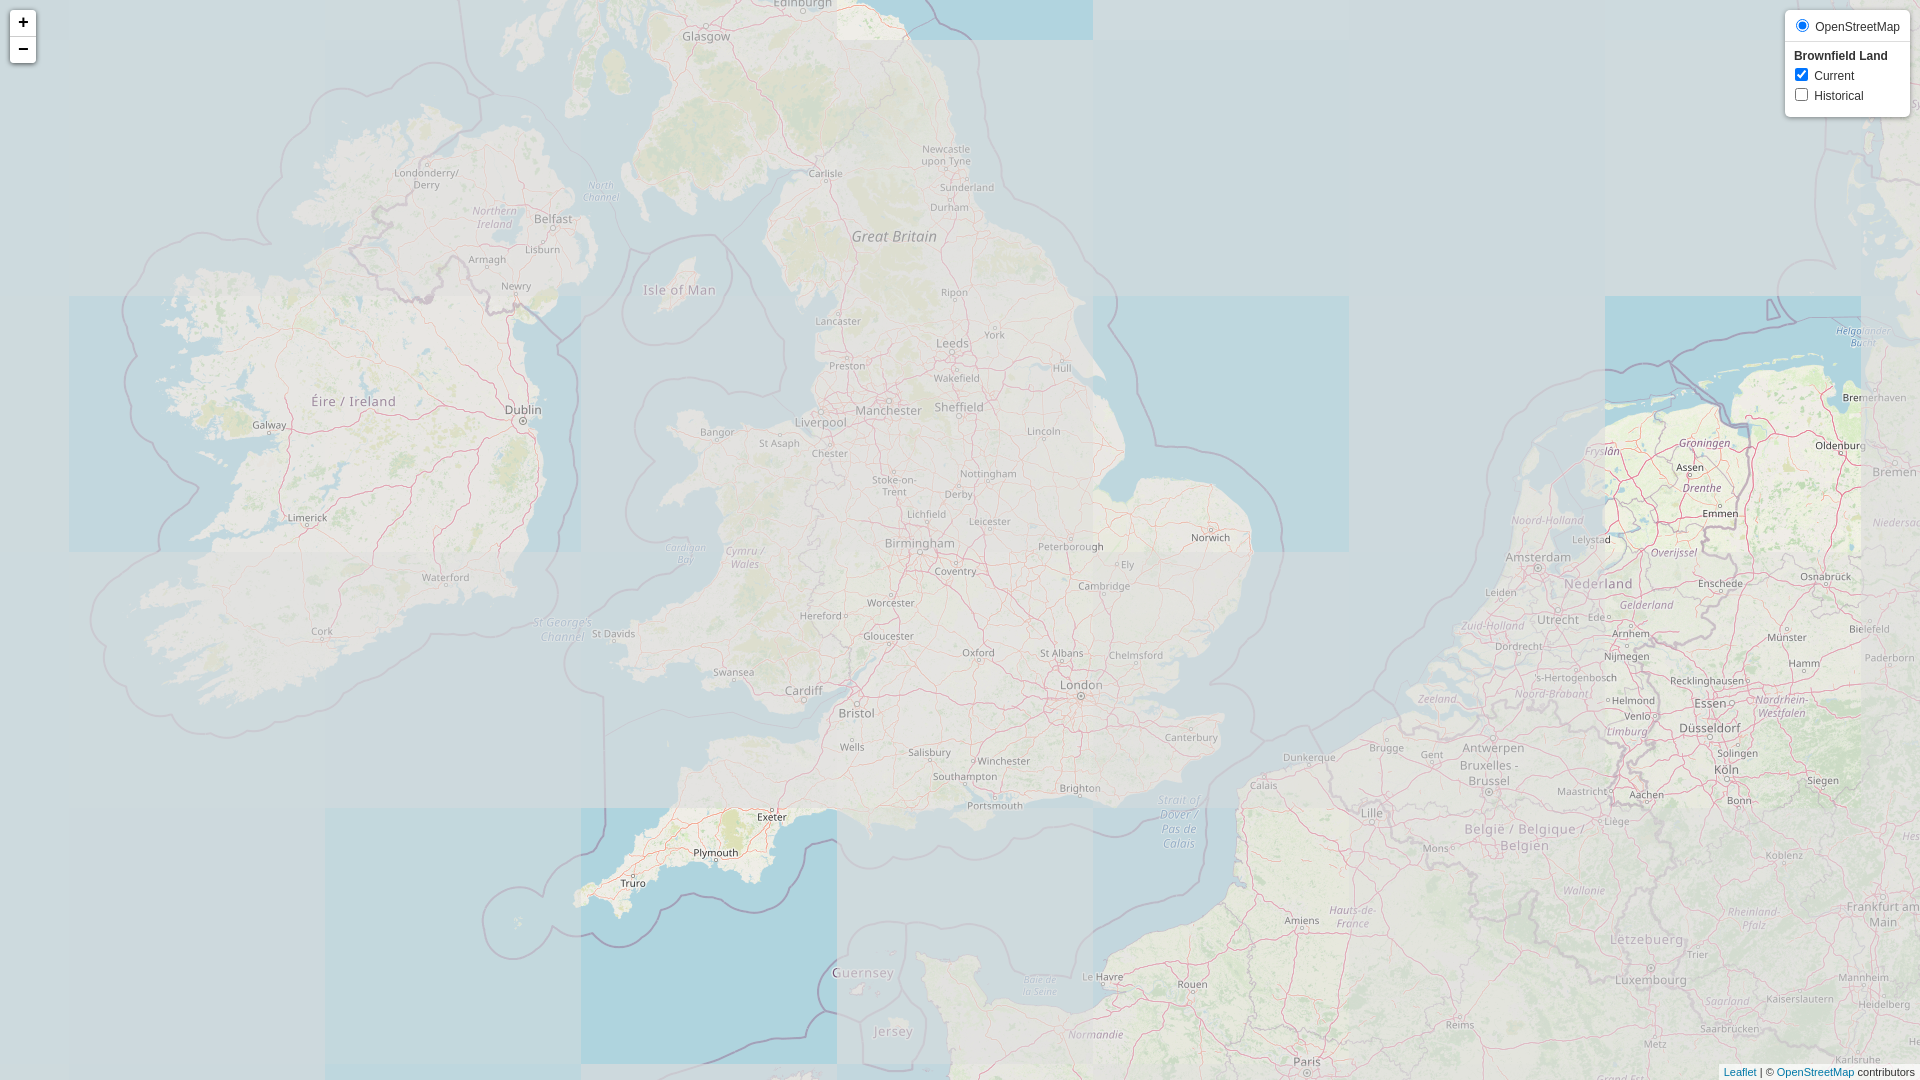 +
−
OpenStreetMap
Brownfield Land
Current
Historical
Edinburgh
Glasgow
Newcastle
upon Tyne
Londonderry/
Derry
Carlisle
North
Channel
Sunderland
Durham
Northern
Ireland
Belfast
Great Britain
Lisburn
Armagh
Newry
Isle of Man
Ripon
Lancaster
York
Leeds
Helgoländer
Bucht
Preston
Hull
Wakefield
Éire / Ireland
Dublin
Manchester
Sheffield
Bremerhaven
Galway
Liverpool
Bangor
St Asaph
Lincoln
Chester
Groningen
Oldenburg
Fryslân
Assen
Bremen
Nottingham
Stoke-on-
Trent
Derby
Drenthe
Limerick
Lichfield
Leicester
Emmen
Noord-Holland
Niedersachsen
Norwich
Birmingham
Peterborough
Lelystad
Cardigan
Bay
Cymru /
Wales
Overijssel
Amsterdam
Ely
Coventry
Waterford
Cambridge
Nederland
Enschede
Osnabrück
Leiden
Worcester
Gelderland
Hereford
Utrecht
Ede
St George's
Channel
Cork
St Davids
Gloucester
Zuid-Holland
Arnhem
Bielefeld
Münster
Dordrecht
Oxford
St Albans
Chelmsford
Nijmegen
Paderborn
Hamm
Swansea
's-Hertogenbosch
Recklinghausen
London
Cardiff
Zeeland
Noord-Brabant
Helmond
Essen
Nordrhein-
Westfalen
Bristol
Venlo
Düsseldorf
Limburg
Canterbury
Wells
Salisbury
Brugge
Antwerpen
Gent
Solingen
Winchester
Dunkerque
Bruxelles -
Brussel
Köln
Southampton
Siegen
Brighton
Calais
Maastricht
Aachen
Bonn
Portsmouth
Strait of
Dover /
Pas de
Calais
Exeter
Lille
Liège
België / Belgique /
Belgien
Plymouth
Mons
Koblenz
Truro
Wallonie
Hauts-de-
France
Rheinland-
Pfalz
Frankfurt am
Main
Amiens
Lëtzebuerg
Trier
Guernsey
Le Havre
Baie de
la Seine
Rouen
Luxembourg
Mannheim
Saarland
Kaiserslautern
Heidelberg
Jersey
Normandie
Reims
Saarbrücken
Metz
Paris
Karlsruhe
Leaflet | © OpenStreetMap contributors